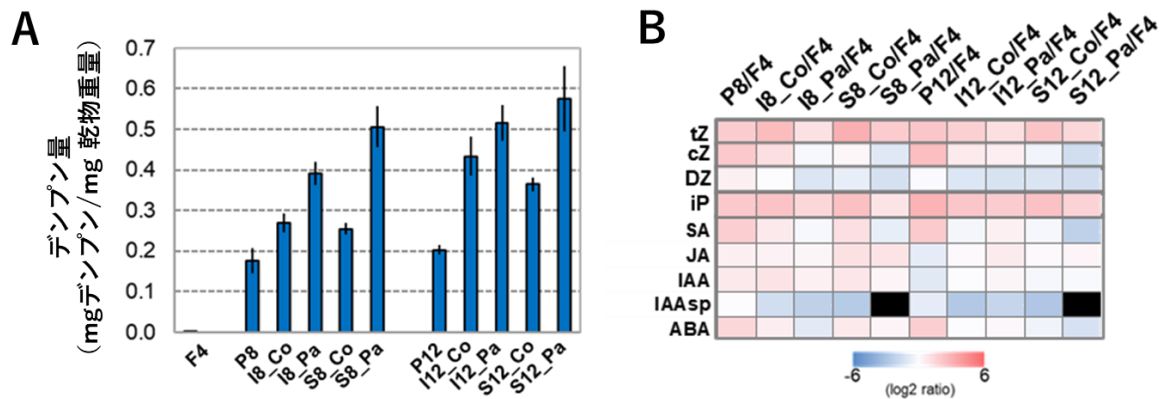 A
デンプン量
(mgデンプン/mg 乾物重量)
0.7
0.6
0.5
0.4
0.3
0.2
0.1
0.0
F4
P8
I8_Co
I8_Pa
S8_Co
S8_Pa
P12
I12_Co
I12_Pa
S12_Co
S12_Pa
B
P8/F4
I8_Co/F4
I8_Pa/F4
S8_Co/F4
S8_Pa/F4
P12/F4
I12_Co/F4
I12_Pa/F4
S12_Co/F4
S12_Pa/F4
tZ
cZ
DZ
iP
SA
JA
IAA
IAAsp
ABA
-6
6
(log2 ratio)